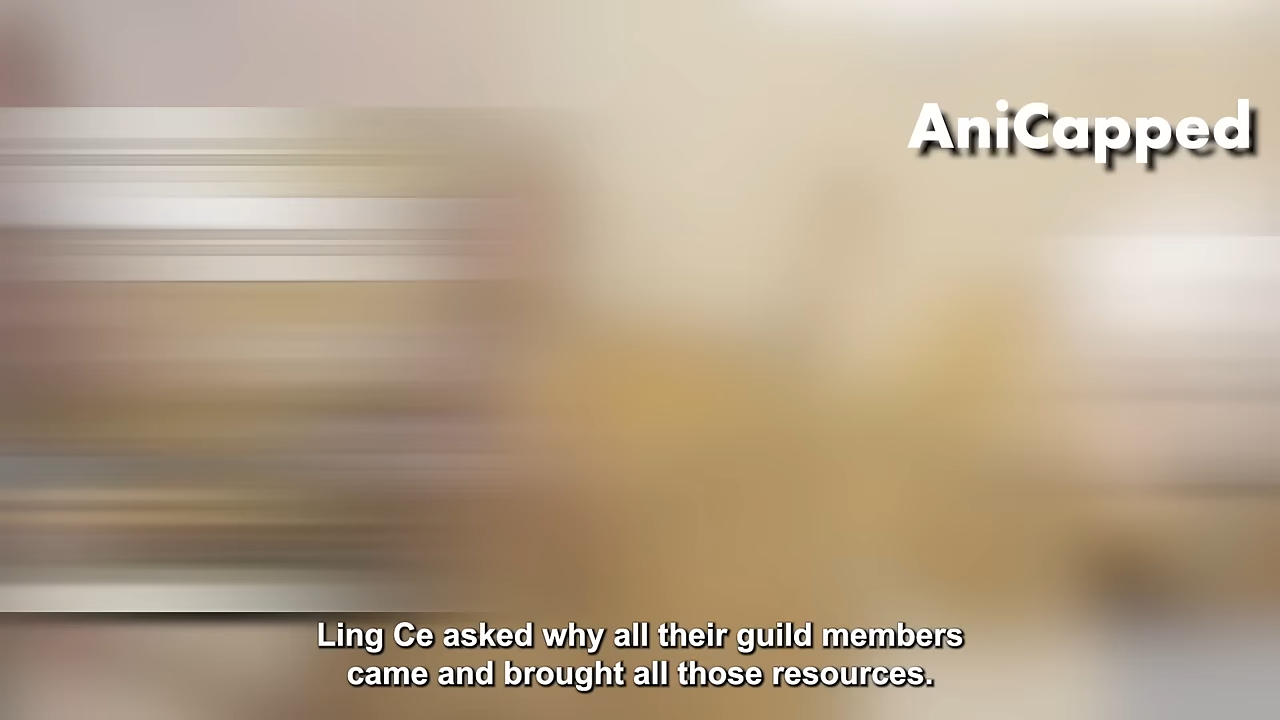 AniCapped
Ling Ce asked why all their guild members
came and brought all those resources.